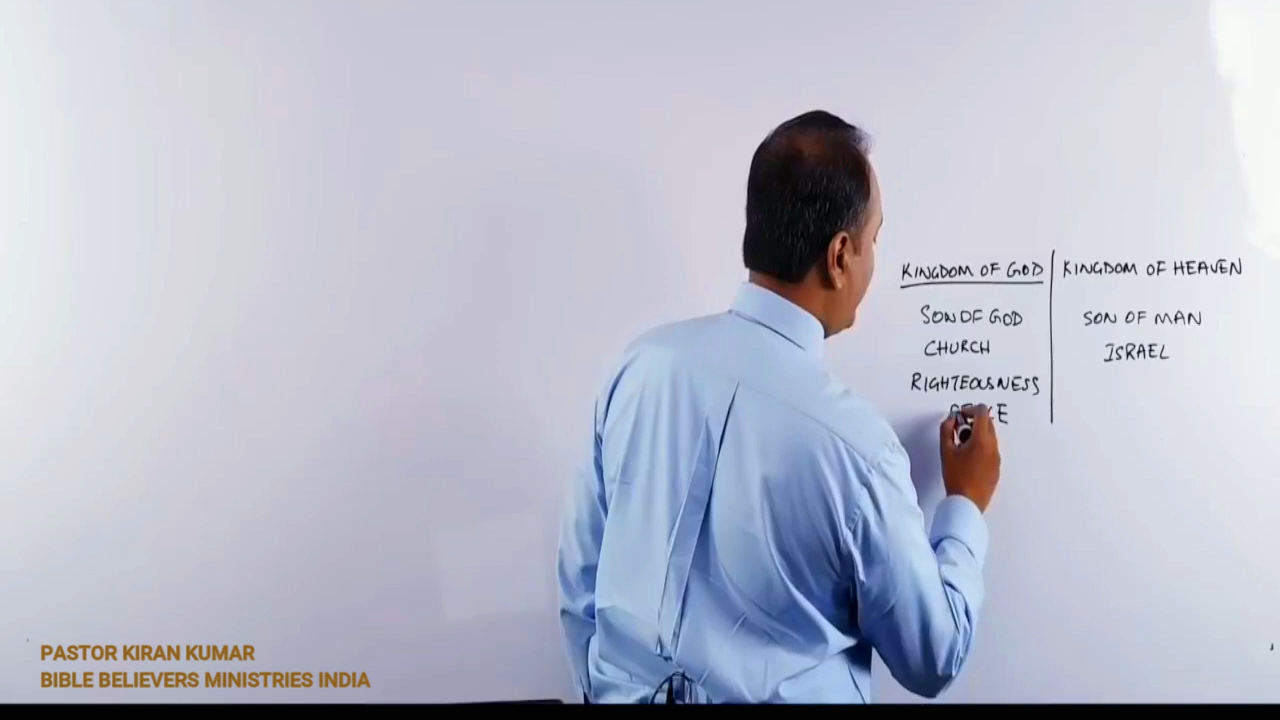 KINGDOM OF GOD
SON OF GOD
CHURCH
RIGHTEOUSNESS
KINGDOM OF HEAVEN
SON OF MAN
ISRAEL
PASTOR KIRAN KUMAR
BIBLE BELIEVERS MINISTRIES INDIA